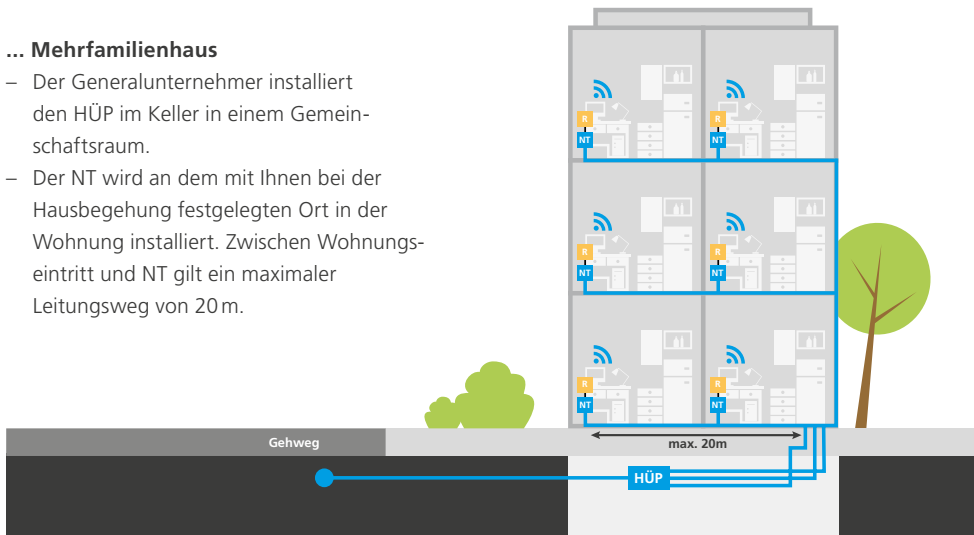 ... Mehrfamilienhaus
– Der Generalunternehmer installiert
den HÜP im Keller in einem Gemein-
schaftsraum.
– Der NT wird an dem mit Ihnen bei der
Hausbegehung festgelegten Ort in der
Wohnung installiert. Zwischen Wohnungs-
eintritt und NT gilt ein maximaler
Leitungsweg von 20 m.
R
R
NT
NT
R
R
NT
NT
R
R
NT
NT
Gehweg
max. 20m
HÜP